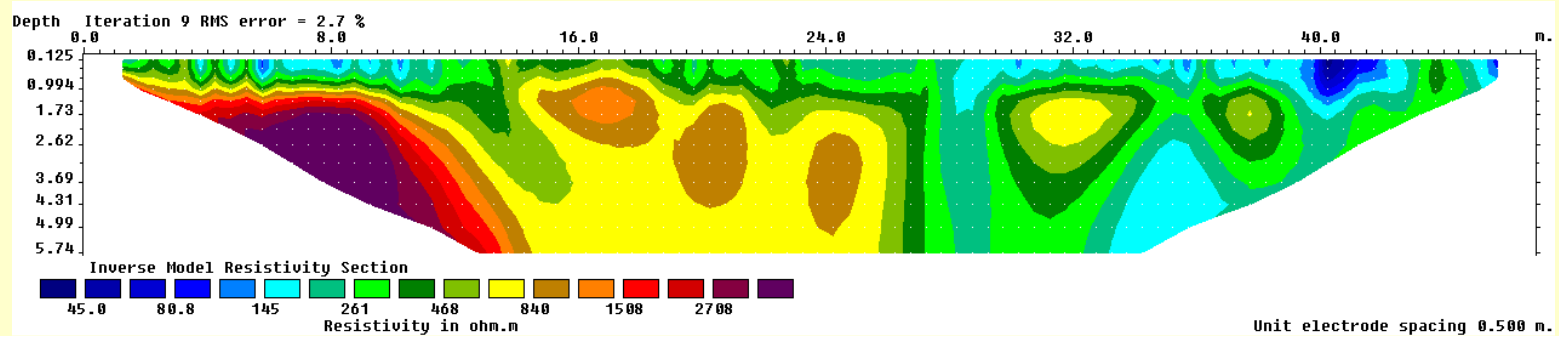 Depth Iteration 9 RMS error = 2.7 %
0.0 8.0 16.0 24.0 32.0 40.0 m.
0.125
0.994
1.73
2.62
3.69
4.31
4.99
5.74
Inverse Model Resistivity Section
45.0 80.8 145 261 468 840 1508 2708
Resistivity in ohm.m
Unit electrode spacing 0.500 m.